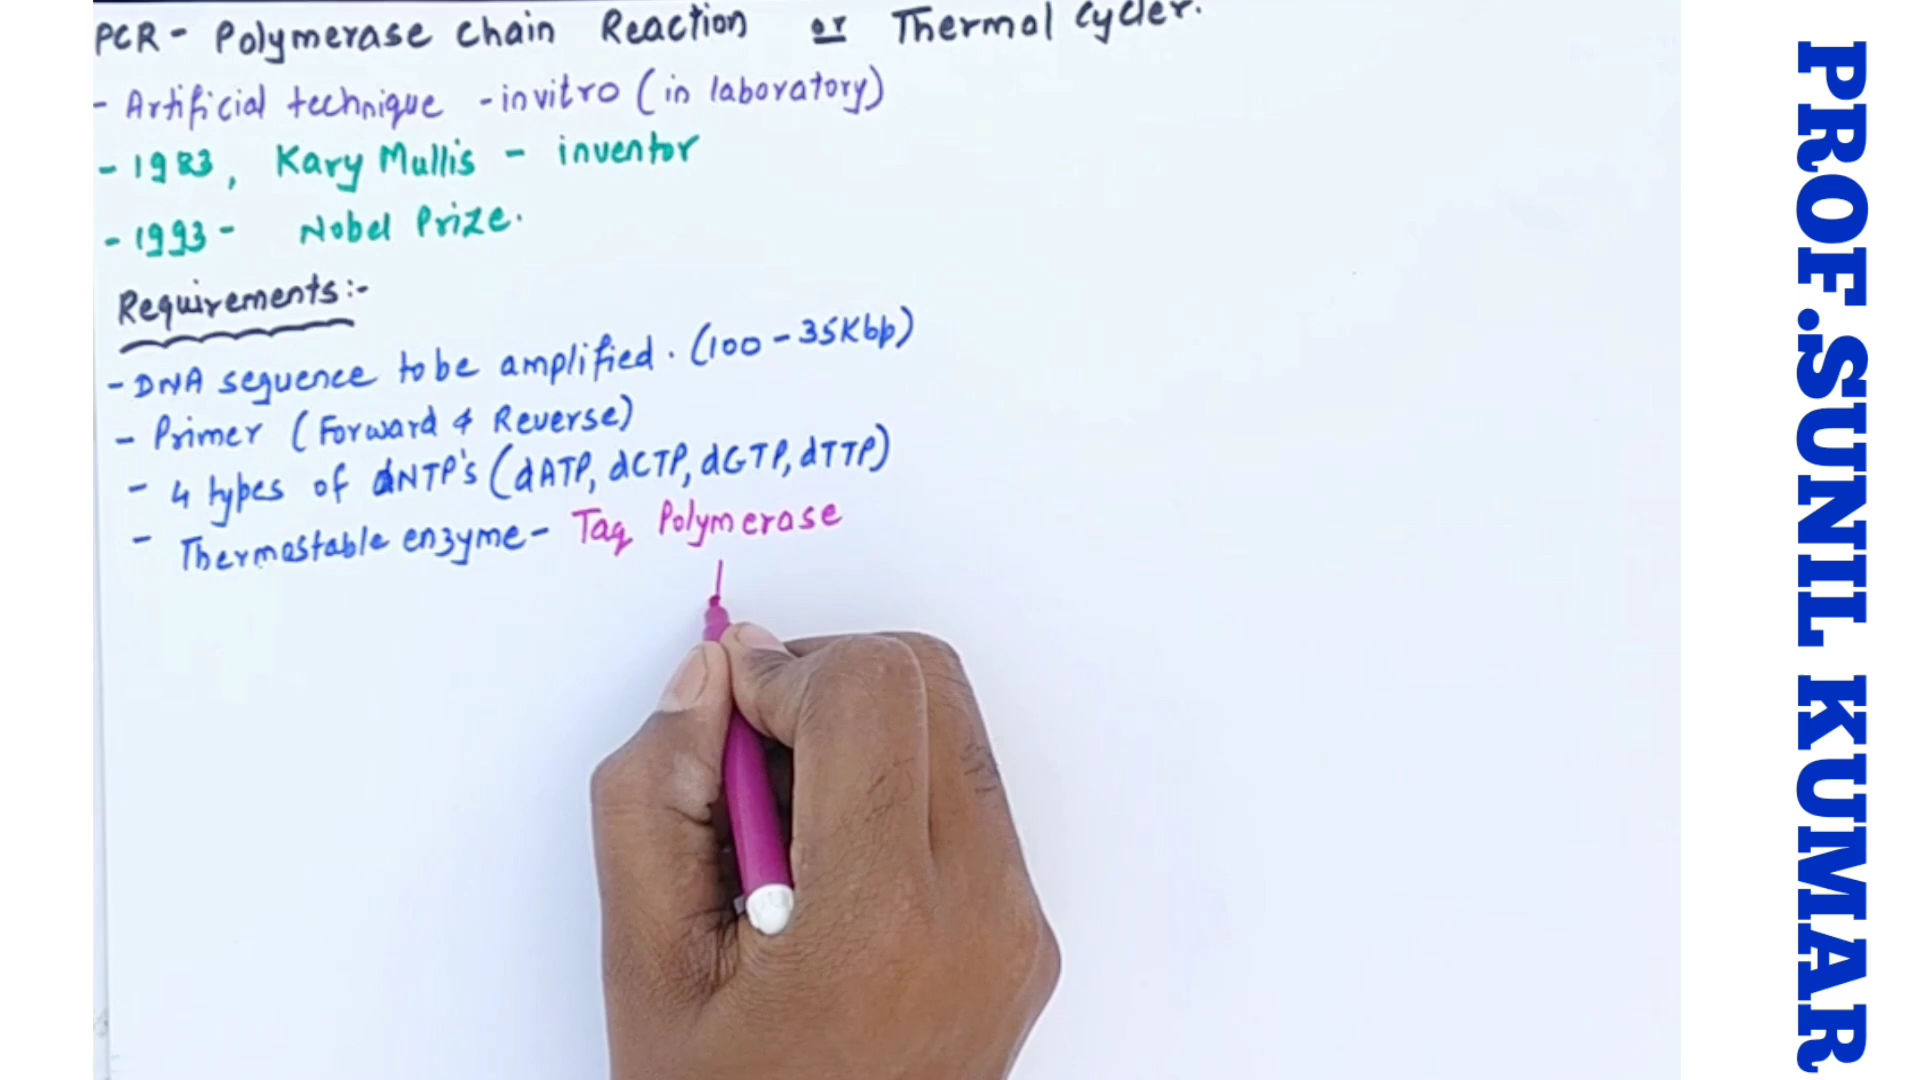 PCR - Polymerase Chain Reaction or Thermal Cycler.
- Artificial technique - invitro (in laboratory)
- 1983, Kary Mullis - inventor
- 1993 - Nobel Prize.
Requirements:-
- DNA sequence to be amplified. (100 - 35Kbp)
- Primer (Forward & Reverse)
- 4 types of dNTP's (dATP, dCTP, dGTP, dTTP)
- Thermostable enzyme - Taq Polymerase
PROF.SUNIL KUMAR